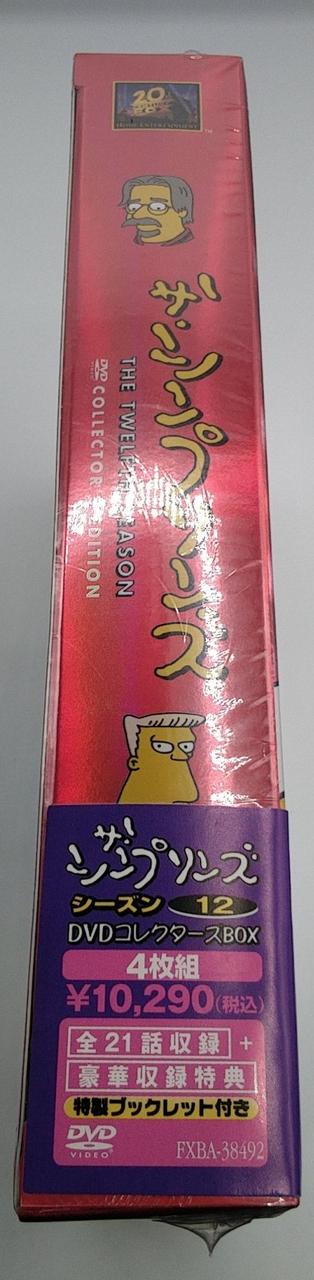 20
CENTURY
FOX
HOME ENTERTAINMENT
TM
ザ・シンプソンズ
THE TWELFTH SEASON
DVD
VIDEO
COLLECTOR'S EDITION
ザ・
シンプソンズ
シーズン 12
DVDコレクターズBOX
4枚組
¥10,290(税込)
全21話収録 +
豪華収録特典
特製ブックレット付き
DVD
VIDEO
FXBA-38492